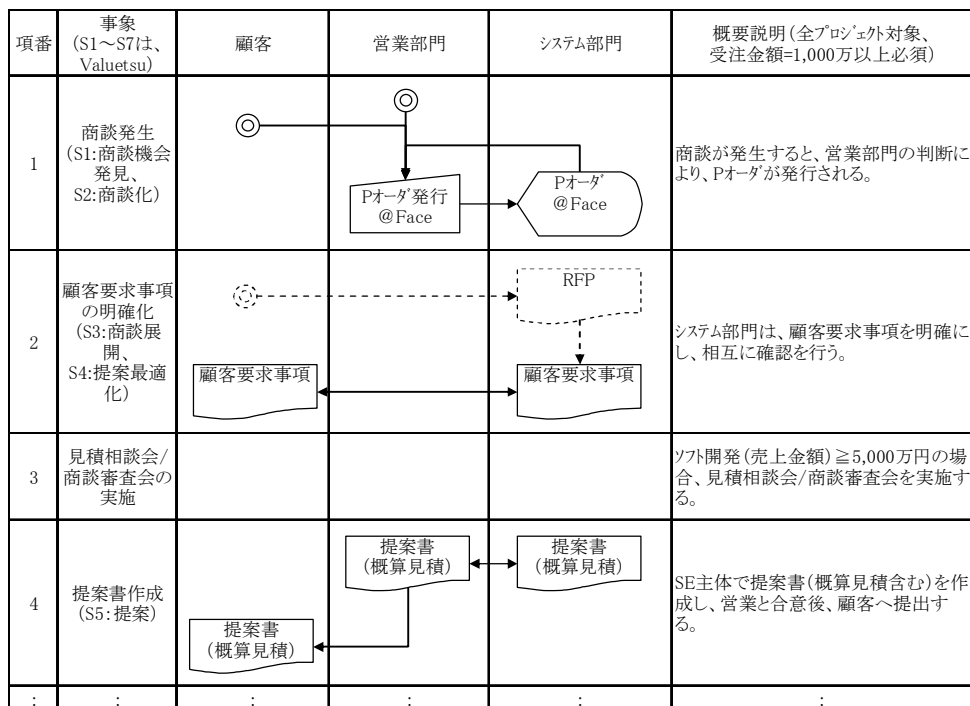 項番
事象
(S1～S7は、
Valuetsu)
顧客
営業部門
システム部門
概要説明(全プロジェクト対象、
受注金額=1,000万以上必須)
1
商談発生
(S1:商談機会
発見、
S2:商談化)
Pオーダ発行
@Face
Pオーダ
@Face
商談が発生すると、営業部門の判断に
より、Pオーダが発行される。
2
顧客要求事項
の明確化
(S3:商談展
開、
S4:提案最適
化)
RFP
顧客要求事項
顧客要求事項
システム部門は、顧客要求事項を明確に
し、相互に確認を行う。
3
見積相談会/
商談審査会の
実施
ソフト開発(売上金額)≧5,000万円の場
合、見積相談会/商談審査会を実施す
る。
4
提案書作成
(S5:提案)
提案書
(概算見積)
提案書
(概算見積)
提案書
(概算見積)
SE主体で提案書(概算見積含む)を作
成し、営業と合意後、顧客へ提出す
る。
: : : : : :